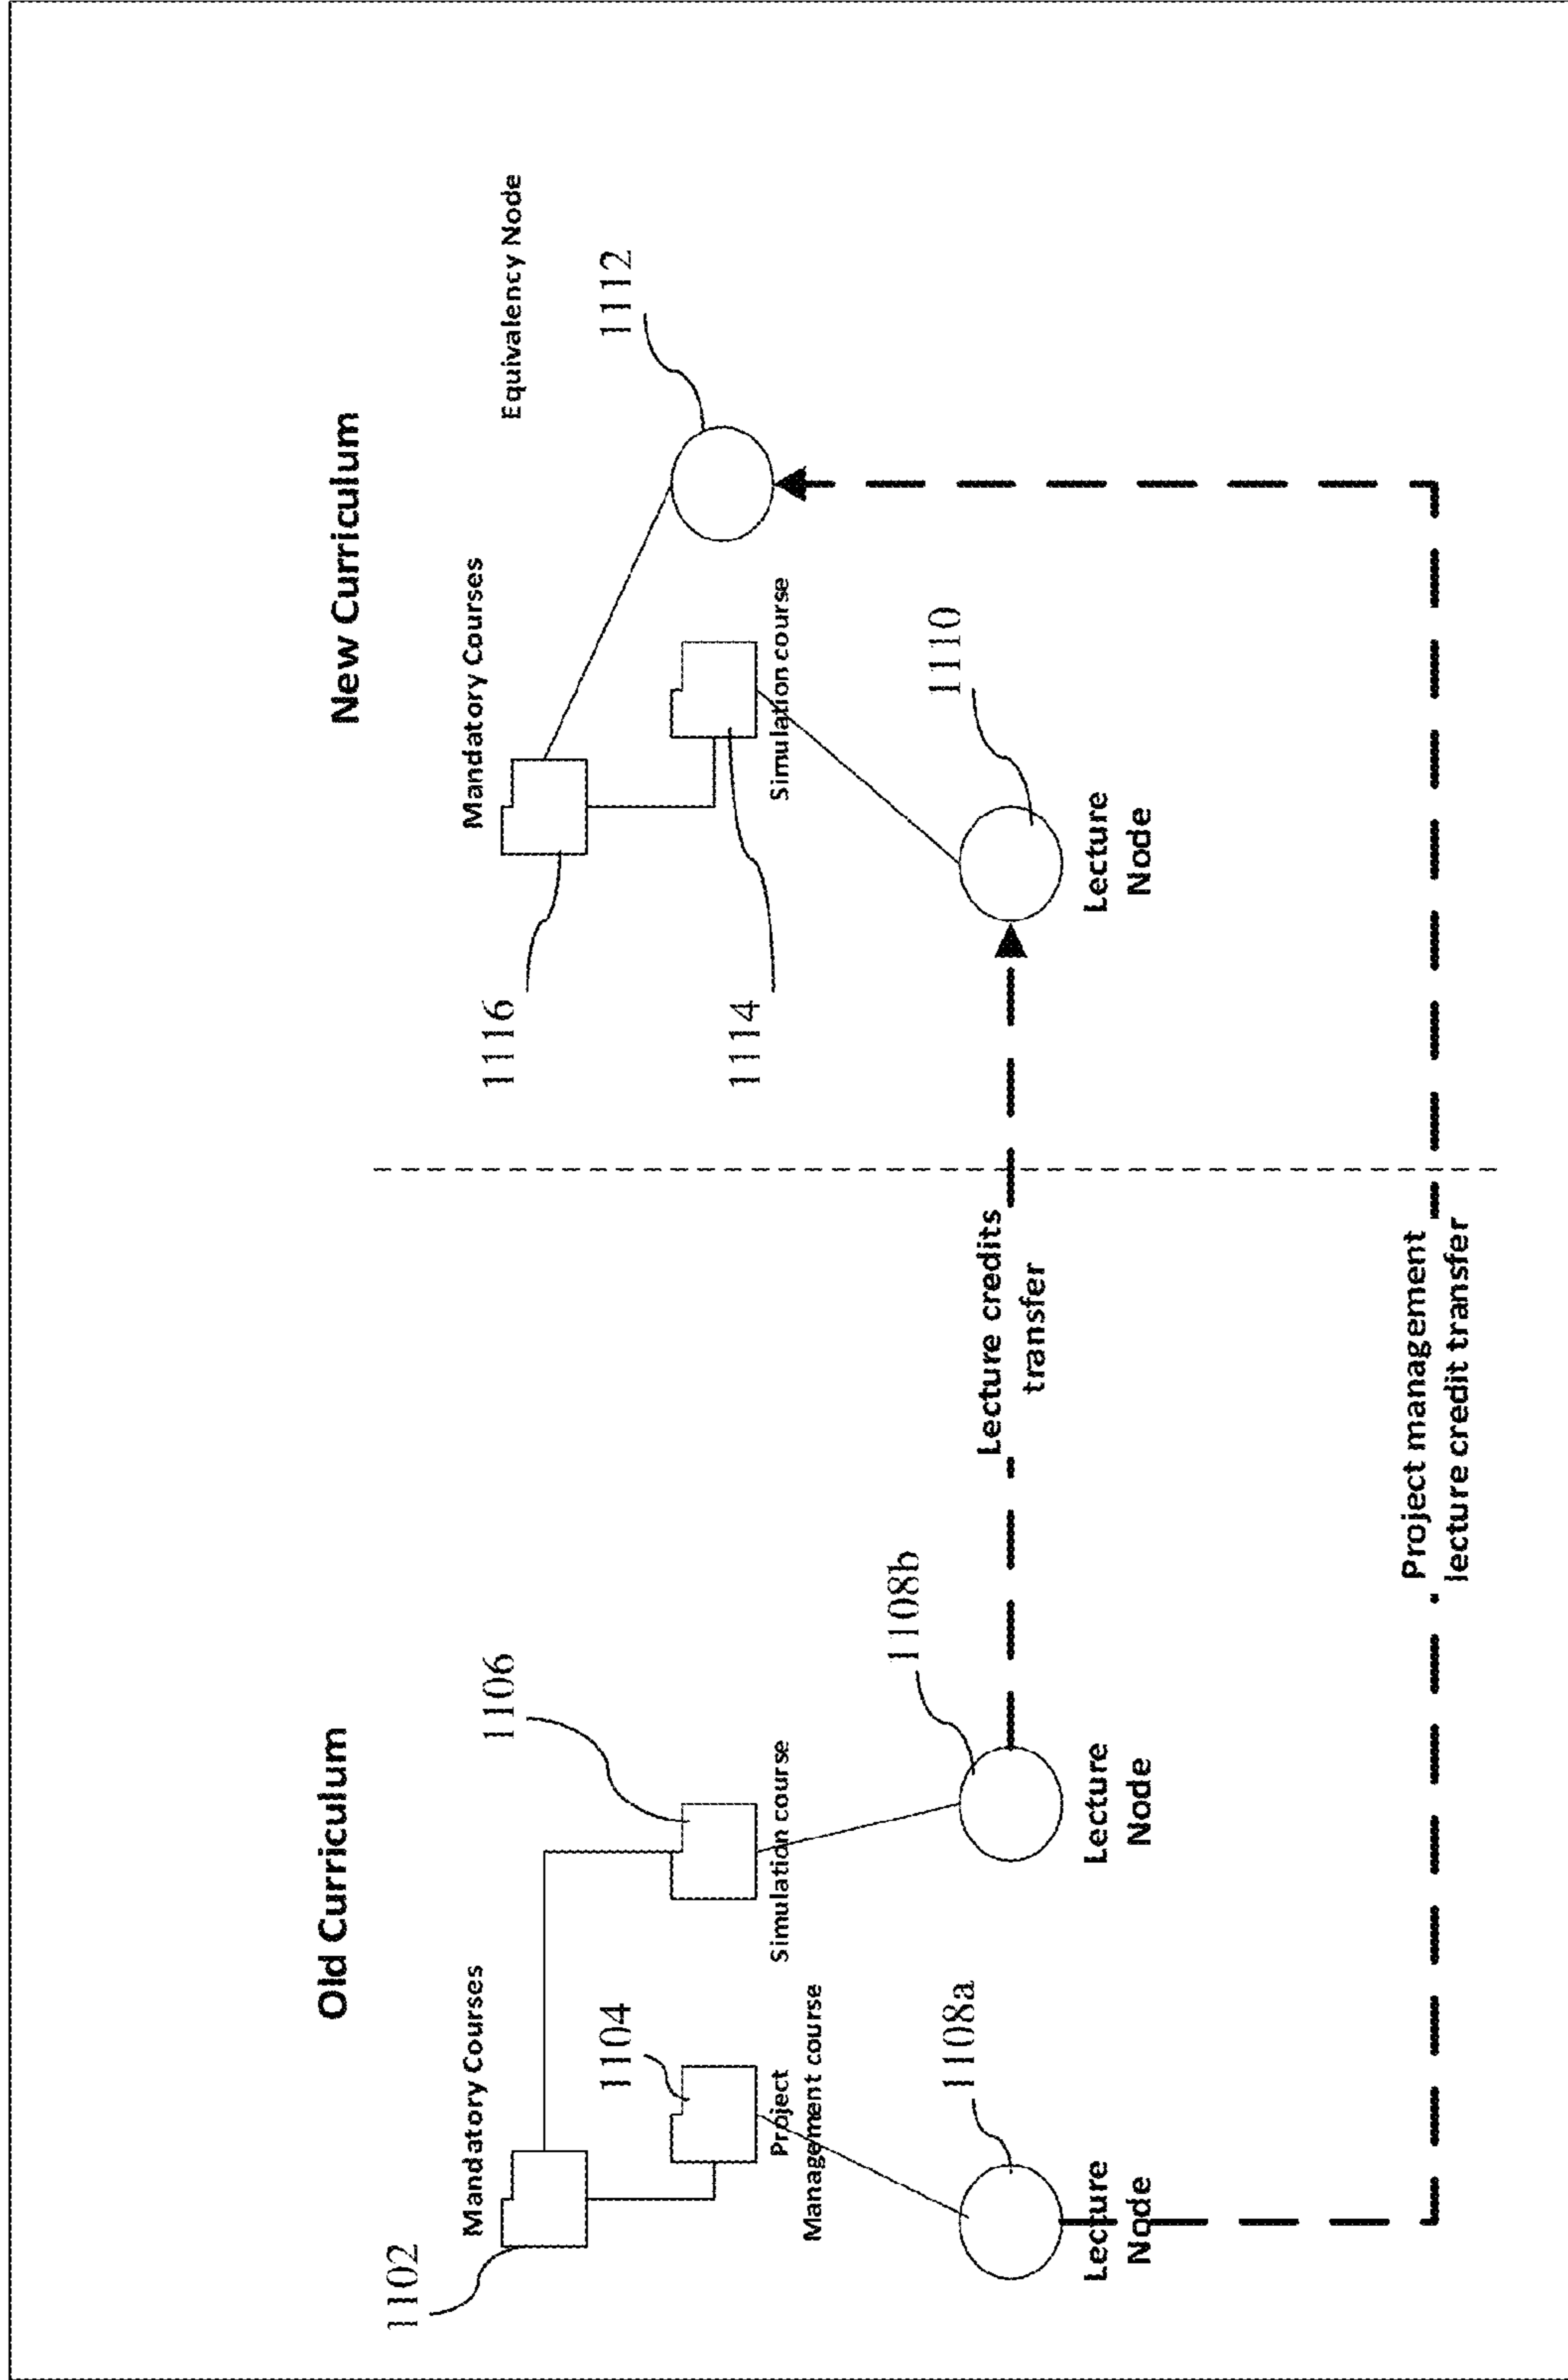 Old Curriculum
1102
Mandatory Courses
1104
Project
Management course
1106
Simulation course
1108a
Lecture
Node
1108b
Lecture
Node
Lecture credits
transfer
Project management
lecture credit transfer
New Curriculum
1116
Mandatory Courses
1114
Simulation course
Equivalency Node
1112
1110
Lecture
Node